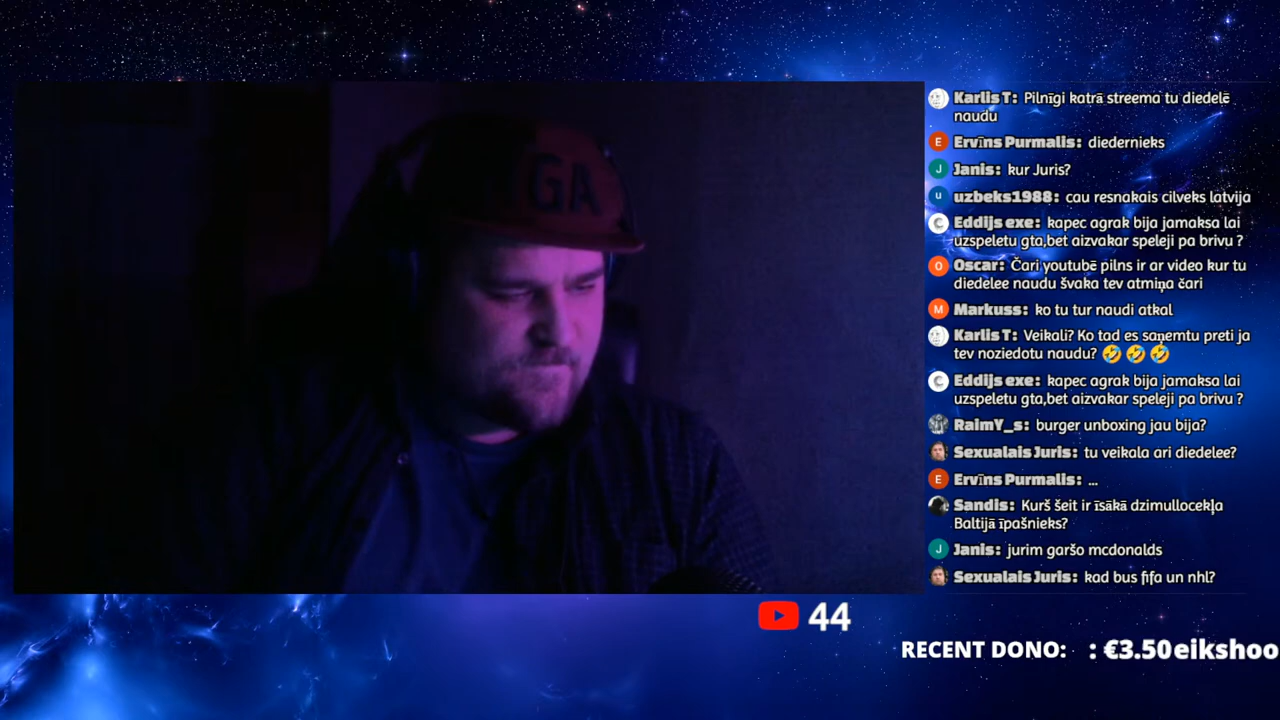 GA
Karlis T: Pilnīgi katrā streema tu diedelē
naudu
Ervīns Purmalis: diedernieks
Janis: kur Juris?
uzbeks1988: cau resnakais cilveks latvija
Eddijs exe: kapec agrak bija jamaksa lai
uzspeletu gta,bet aizvakar speleji pa brivu ?
Oscar: Čari youtubē pilns ir ar video kur tu
diedelee naudu švaka tev atmiņa čari
Markuss: ko tu tur naudi atkal
Karlis T: Veikali? Ko tad es saņemtu preti ja
tev noziedotu naudu? 🤣 🤣 🤣
Eddijs exe: kapec agrak bija jamaksa lai
uzspeletu gta,bet aizvakar speleji pa brivu ?
RaimY_s: burger unboxing jau bija?
Sexualais Juris: tu veikala ari diedelee?
Ervīns Purmalis: ...
Sandis: Kurš šeit ir īsākā dzimullocekļa
Baltijā īpašnieks?
Janis: jurim garšo mcdonalds
Sexualais Juris: kad bus fifa un nhl?
44
RECENT DONO: : €3.50eikshoo